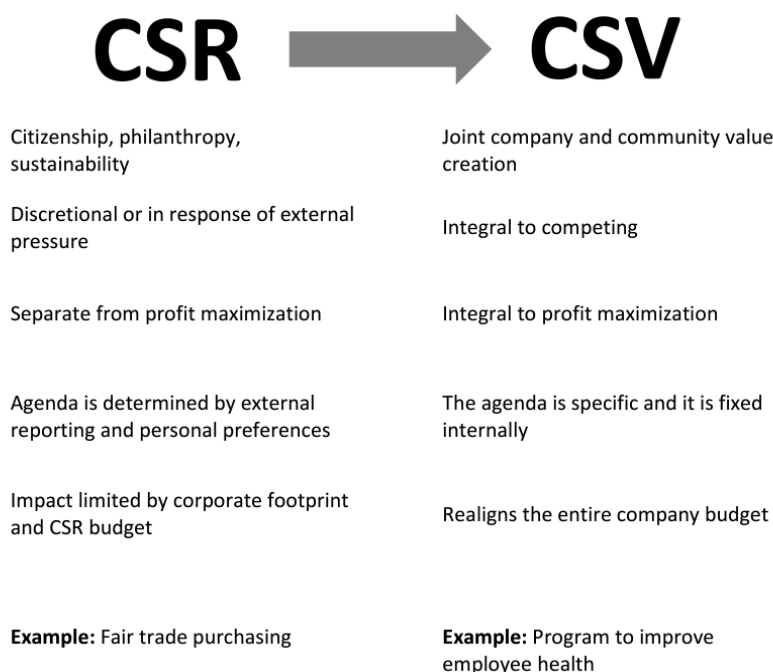 CSR
CSV
Citizenship, philanthropy,
sustainability
Joint company and community value
creation
Discretional or in response of external
pressure
Integral to competing
Separate from profit maximization
Integral to profit maximization
Agenda is determined by external
reporting and personal preferences
The agenda is specific and it is fixed
internally
Impact limited by corporate footprint
and CSR budget
Realigns the entire company budget
Example: Fair trade purchasing
Example: Program to improve
employee health